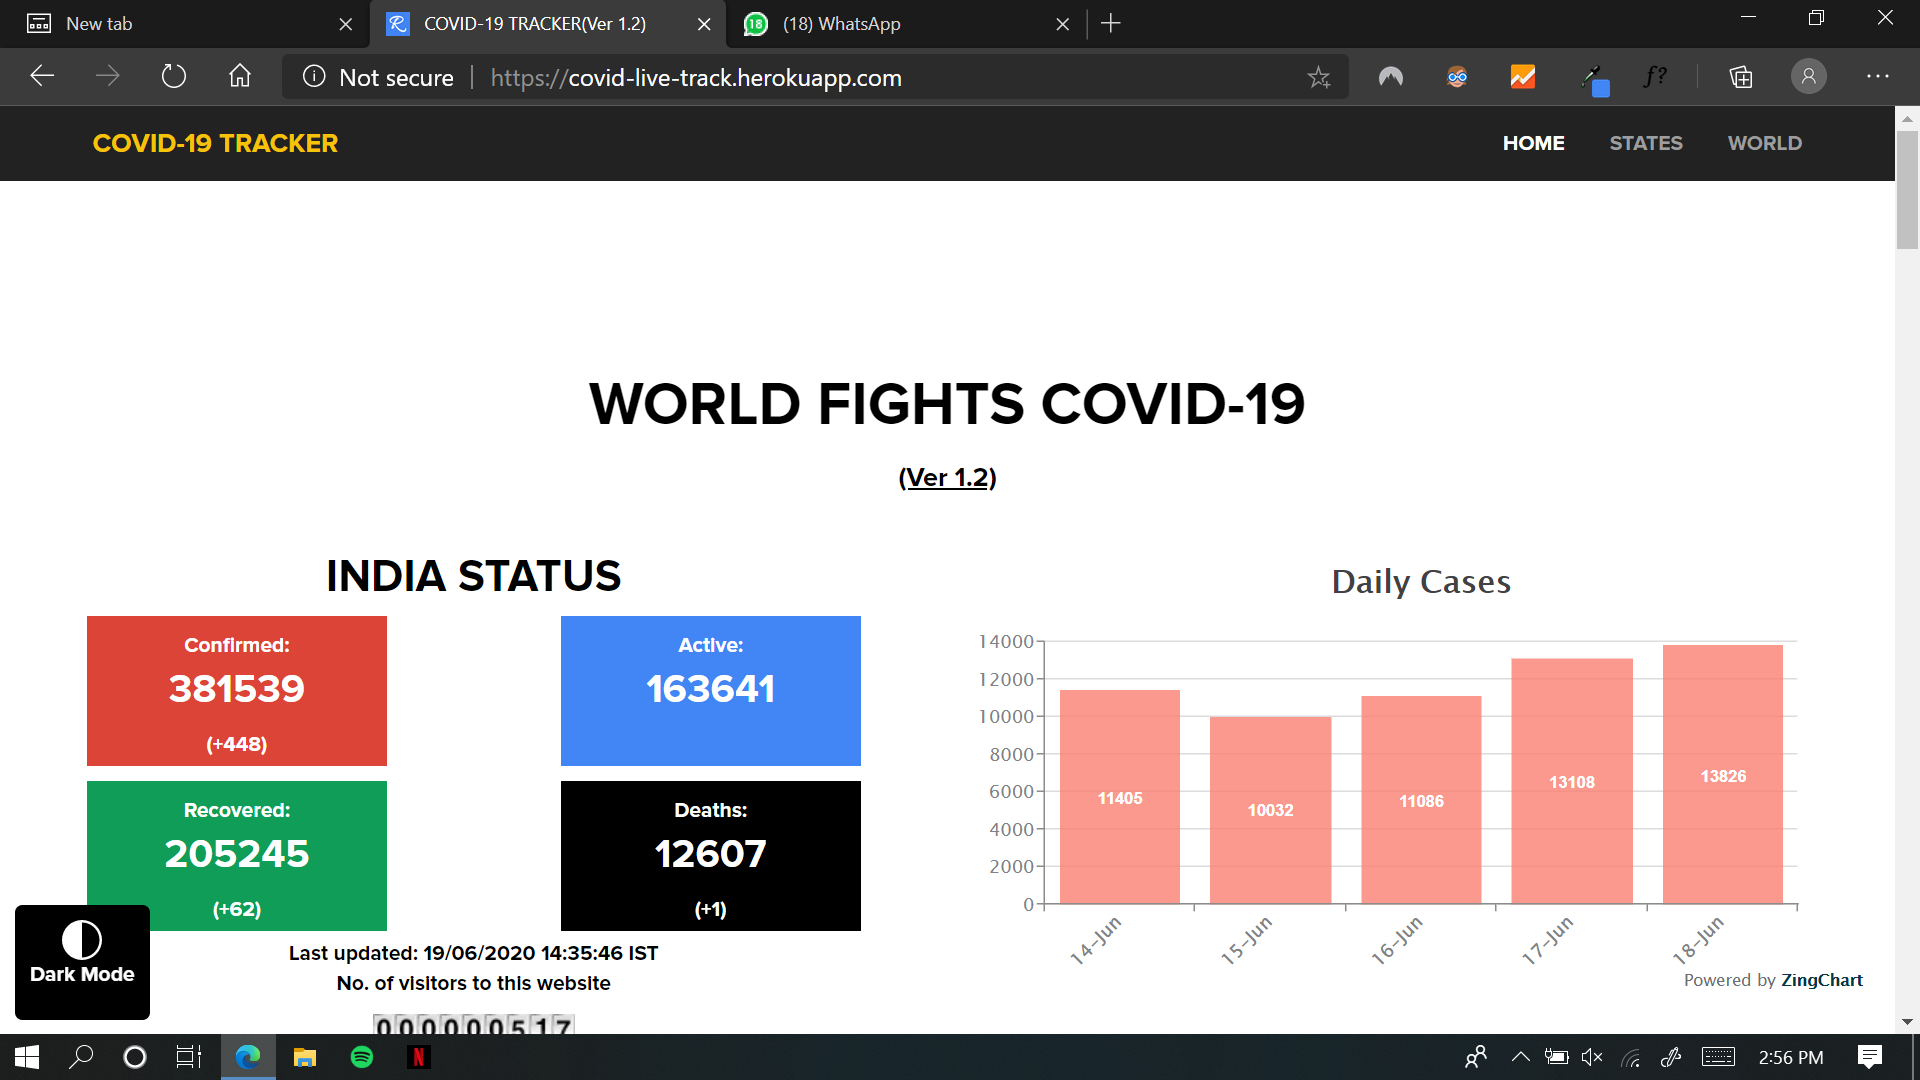 New tab
COVID-19 TRACKER(Ver 1.2)
18
(18) WhatsApp
Not secure
https://covid-live-track.herokuapp.com
f?
COVID-19 TRACKER
HOME
STATES
WORLD
WORLD FIGHTS COVID-19
(Ver 1.2)
INDIA STATUS
Confirmed:
381539
(+448)
Active:
163641
Recovered:
205245
(+62)
Deaths:
12607
(+1)
Dark Mode
Last updated: 19/06/2020 14:35:46 IST
No. of visitors to this website
000000517
Daily Cases
14000
12000
10000
8000
6000
4000
2000
0
11405
10032
11086
13108
13826
14-Jun
15-Jun
16-Jun
17-Jun
18-Jun
Powered by ZingChart
N
2:56 PM